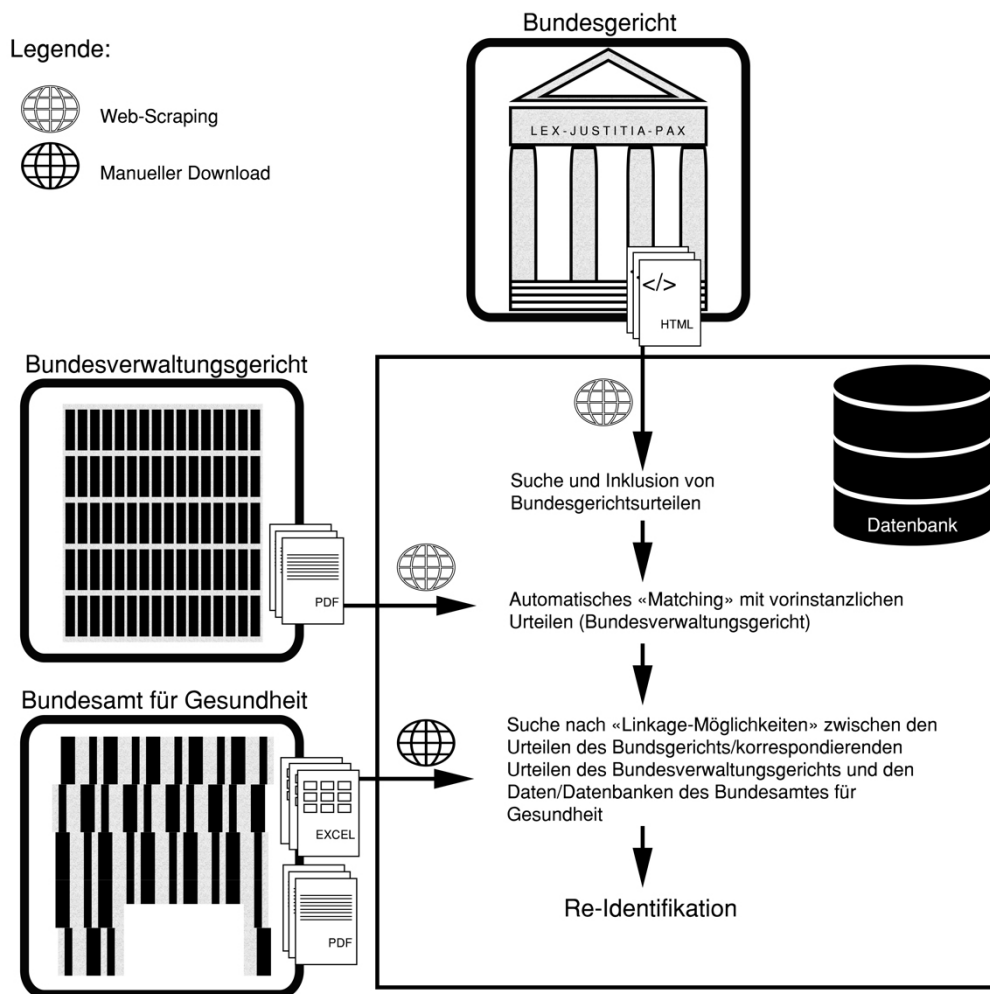 Bundesgericht
Legende:
Web-Scraping
Manueller Download
LEX-JUSTITIA-PAX
</>
HTML
Bundesverwaltungsgericht
PDF
Datenbank
Suche und Inklusion von
Bundesgerichtsurteilen
Automatisches «Matching» mit vorinstanzlichen
Urteilen (Bundesverwaltungsgericht)
Bundesamt für Gesundheit
EXCEL
PDF
Suche nach «Linkage-Möglichkeiten» zwischen den
Urteilen des Bundsgerichts/korrespondierenden
Urteilen des Bundesverwaltungsgerichts und den
Daten/Datenbanken des Bundesamtes für
Gesundheit
Re-Identifikation